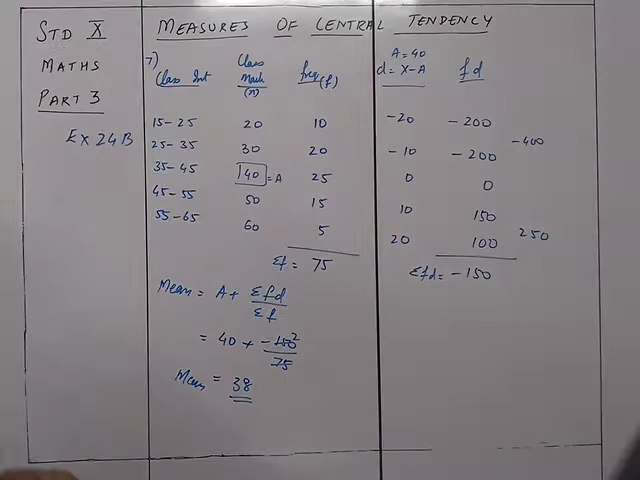 STD X
MATHS
PART 3
EX 24B
MEASURES OF CENTRAL TENDENCY
7)
Class Int Class Mark (x) freq (f)
A = 40
d = X - A fd
15-25 20 10 -20 -200
25-35 30 20 -10 -200 -400
35-45 40 = A 25 0 0
45-55 50 15 10 150
55-65 60 5 20 100 250
Σf = 75 Σfd = -150
Mean = A + Σfd / Σf
= 40 + -150 2 / 75
Mean = 38